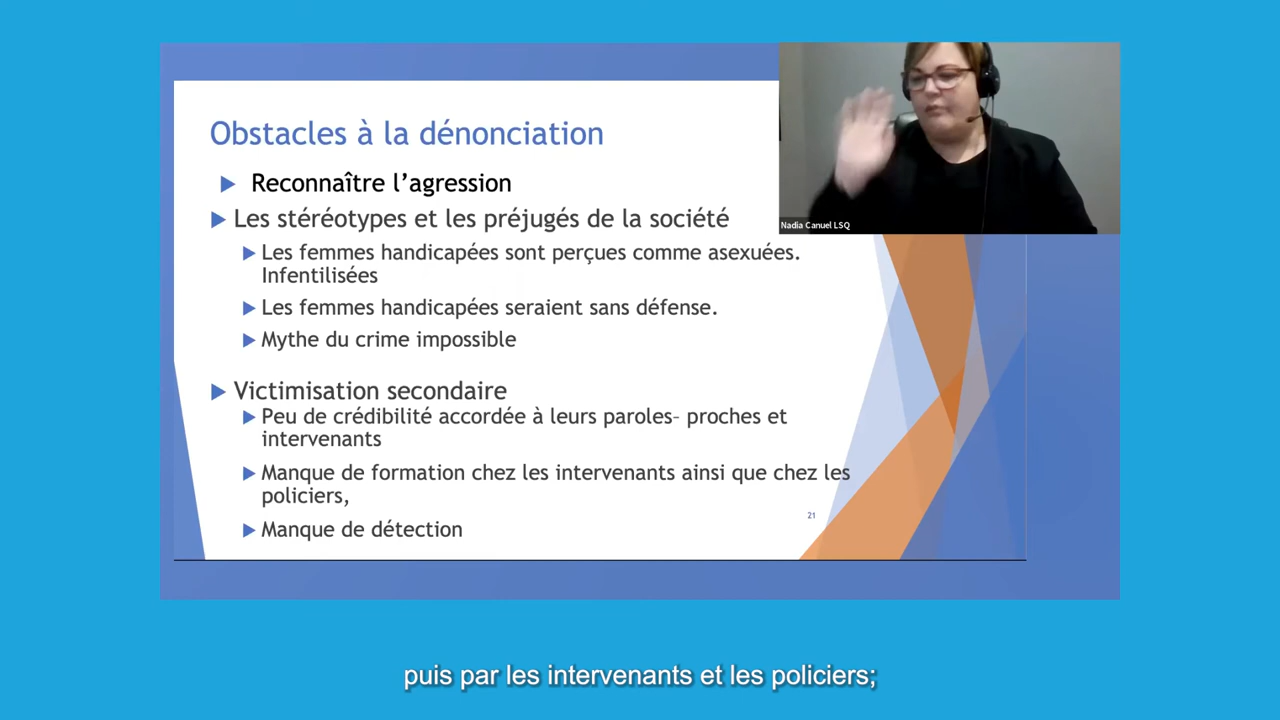 Obstacles à la dénonciation
Reconnaître l’agression
Les stéréotypes et les préjugés de la société
Les femmes handicapées sont perçues comme asexuées.
Infentilisées
Les femmes handicapées seraient sans défense.
Mythe du crime impossible
Victimisation secondaire
Peu de crédibilité accordée à leurs paroles– proches et
intervenants
Manque de formation chez les intervenants ainsi que chez les
policiers,
Manque de détection
21
Nadia Canuel LSQ
puis par les intervenants et les policiers;